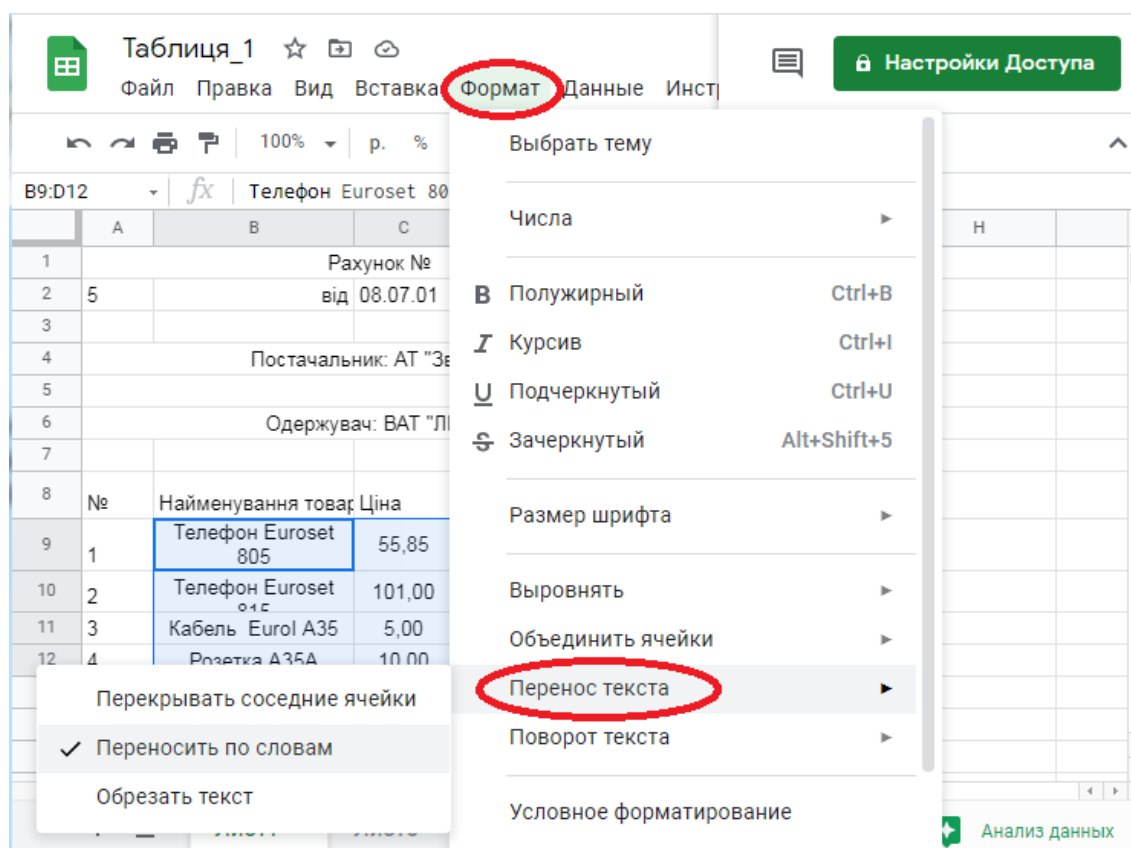 Таблиця_1
Файл Правка Вид Вставка Формат Данные Инст
Настройки Доступа
100% р. %
B9:D12 fx Телефон Euroset 80
A B C H
1 Рахунок №
2 5 від 08.07.01
3
4 Постачальник: АТ "Зв
5
6 Одержувач: ВАТ "ЛІ
7
8 № Найменування товар Ціна
9 1 Телефон Euroset 805 55,85
10 2 Телефон Euroset 815 101,00
11 3 Кабель Eurol A35 5,00
12 4 Розетка А35А 10,00
Выбрать тему
Числа
B Полужирный Ctrl+B
I Курсив Ctrl+I
U Подчеркнутый Ctrl+U
S Зачеркнутый Alt+Shift+5
Размер шрифта
Выровнять
Объединить ячейки
Перенос текста
Поворот текста
Условное форматирование
Перекрывать соседние ячейки
Переносить по словам
Обрезать текст
Анализ данных